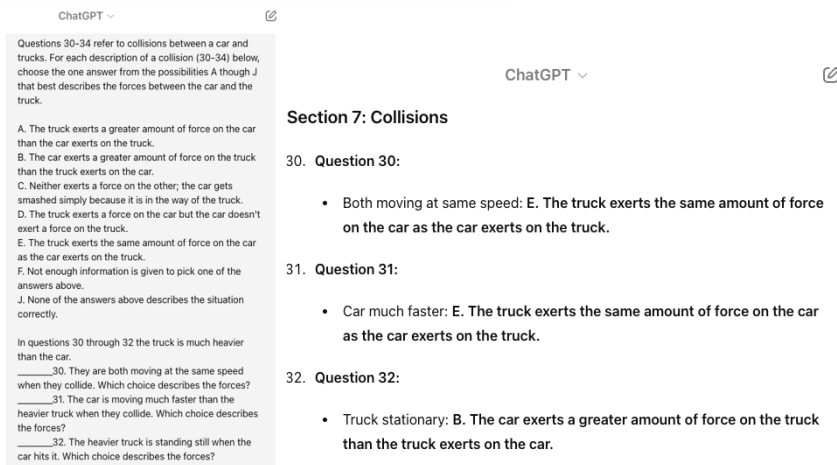 ChatGPT
Questions 30-34 refer to collisions between a car and
trucks. For each description of a collision (30-34) below,
choose the one answer from the possibilities A though J
that best describes the forces between the car and the
truck.
A. The truck exerts a greater amount of force on the car
than the car exerts on the truck.
B. The car exerts a greater amount of force on the truck
than the truck exerts on the car.
C. Neither exerts a force on the other; the car gets
smashed simply because it is in the way of the truck.
D. The truck exerts a force on the car but the car doesn't
exert a force on the truck.
E. The truck exerts the same amount of force on the car
as the car exerts on the truck.
F. Not enough information is given to pick one of the
answers above.
J. None of the answers above describes the situation
correctly.
In questions 30 through 32 the truck is much heavier
than the car.
_______30. They are both moving at the same speed
when they collide. Which choice describes the forces?
_______31. The car is moving much faster than the
heavier truck when they collide. Which choice describes
the forces?
_______32. The heavier truck is standing still when the
car hits it. Which choice describes the forces?
ChatGPT
Section 7: Collisions
30. Question 30:
• Both moving at same speed: E. The truck exerts the same amount of force
on the car as the car exerts on the truck.
31. Question 31:
• Car much faster: E. The truck exerts the same amount of force on the car
as the car exerts on the truck.
32. Question 32:
• Truck stationary: B. The car exerts a greater amount of force on the truck
than the truck exerts on the car.